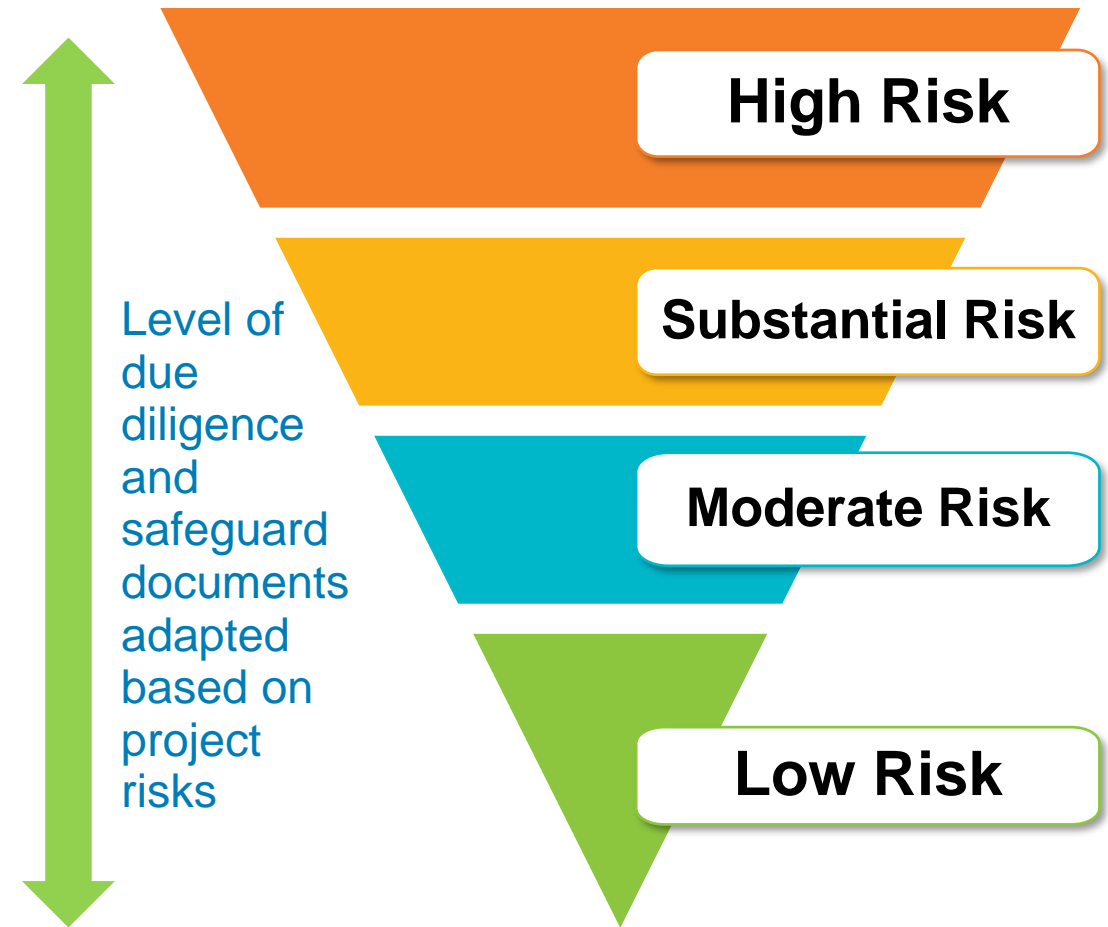 High Risk
Substantial Risk
Level of
due
diligence
and
safeguard
documents
adapted
based on
project
risks
Moderate Risk
Low Risk